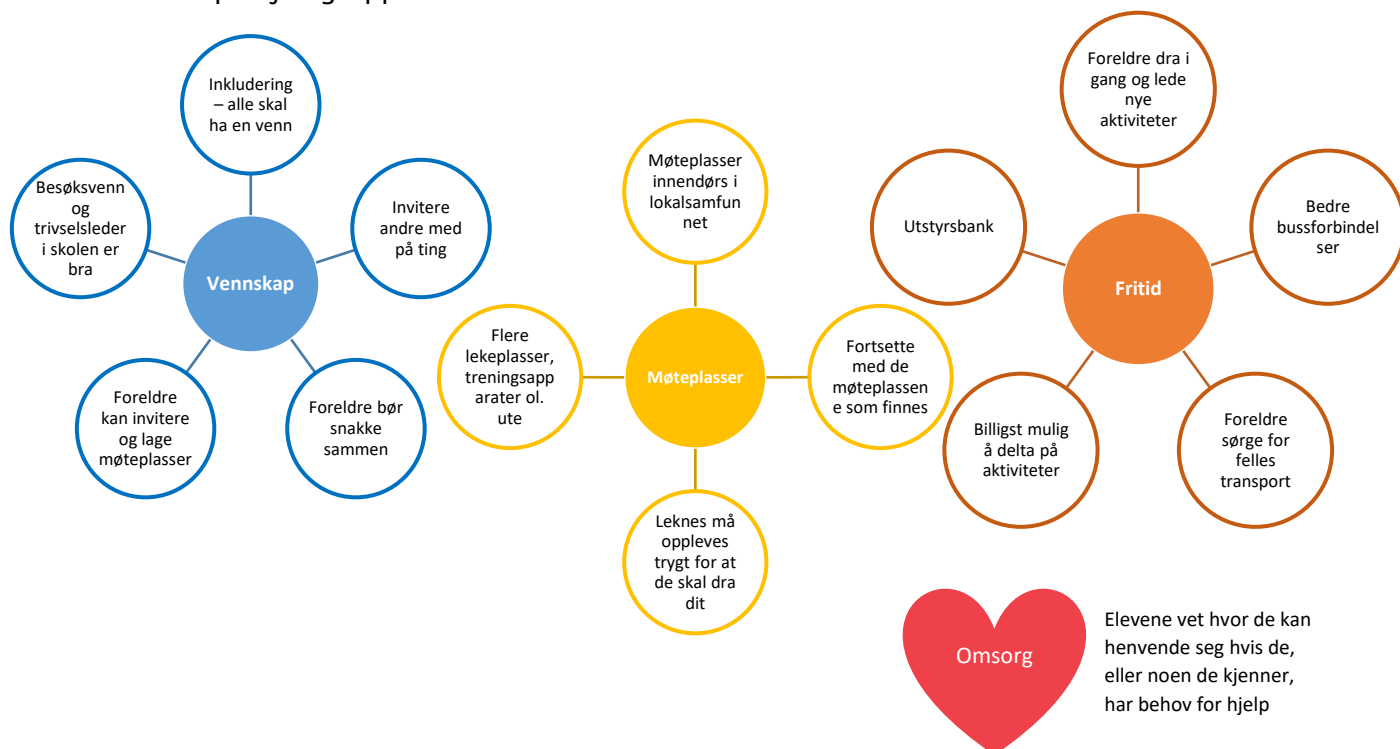 Inkludering
– alle skal
ha en venn
Besøksvenn
og
trivselsleder
i skolen er
bra
Invitere
andre med
på ting
Vennskap
Foreldre
kan invitere
og lage
møteplasser
Foreldre bør
snakke
sammen
Møteplasser
innendørs i
lokalsamfun
net
Flere
lekeplasser,
treningsapp
arater ol.
ute
Møteplasser
Fortsette
med de
møteplassen
e som finnes
Leknes må
oppleves
trygt for at
de skal dra
dit
Foreldre dra i
gang og lede
nye
aktiviteter
Utstyrsbank
Bedre
bussforbindel
ser
Fritid
Billigst mulig
å delta på
aktiviteter
Foreldre
sørge for
felles
transport
Omsorg
Elevene vet hvor de kan
henvende seg hvis de,
eller noen de kjenner,
har behov for hjelp